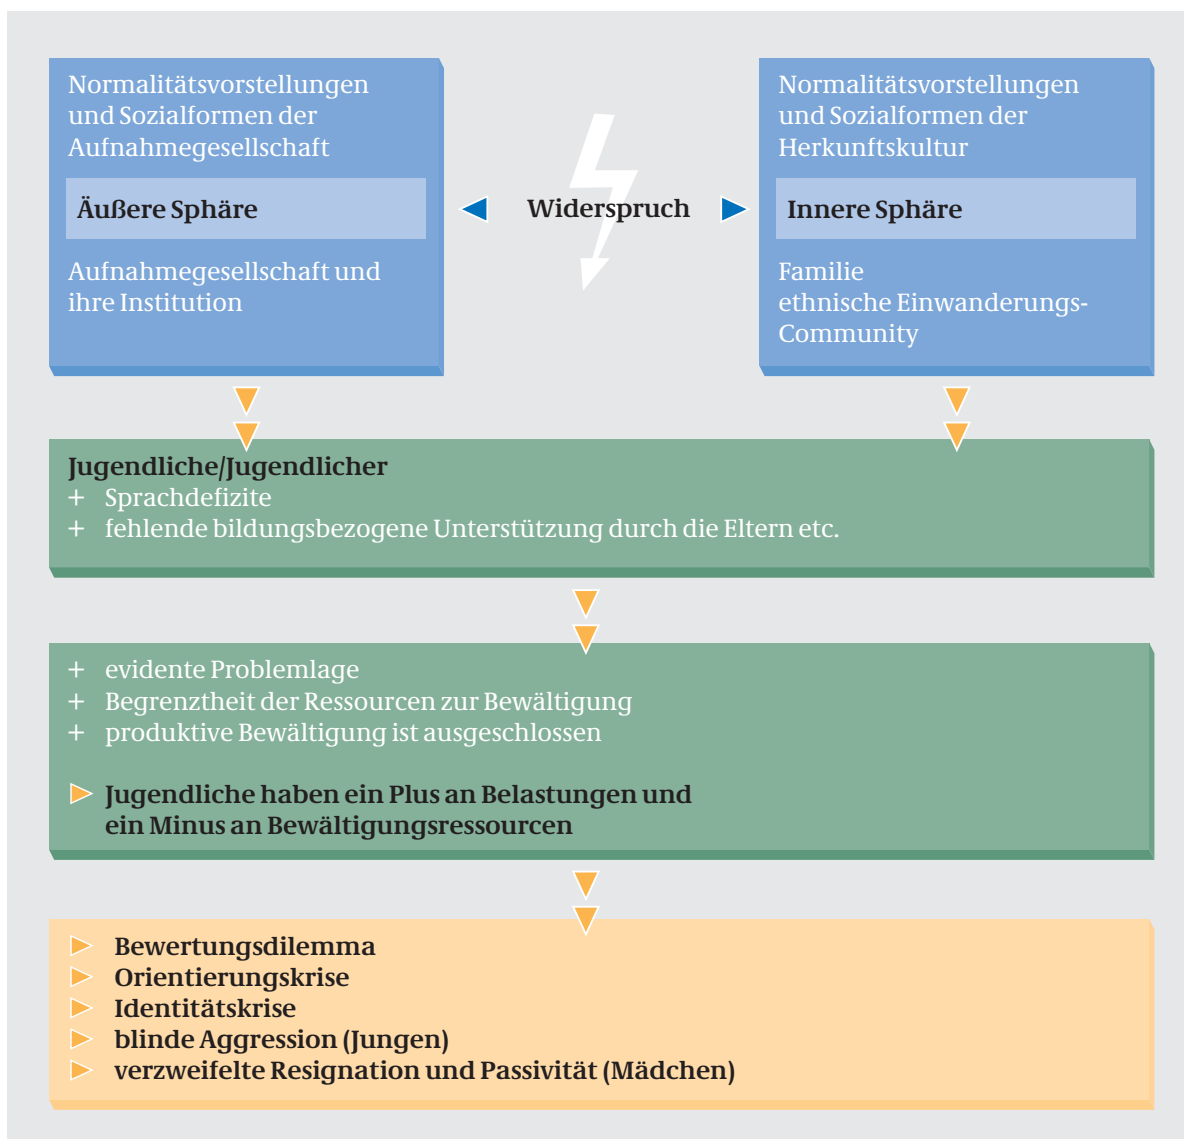 Normalitätsvorstellungen
und Sozialformen der
Aufnahmegesellschaft
Äußere Sphäre
Aufnahmegesellschaft und
ihre Institution
Widerspruch
Normalitätsvorstellungen
und Sozialformen der
Herkunftskultur
Innere Sphäre
Familie
ethnische Einwanderungs-
Community
Jugendliche/Jugendlicher
+ Sprachdefizite
+ fehlende bildungsbezogene Unterstützung durch die Eltern etc.
+ evidente Problemlage
+ Begrenztheit der Ressourcen zur Bewältigung
+ produktive Bewältigung ist ausgeschlossen
Jugendliche haben ein Plus an Belastungen und
ein Minus an Bewältigungsressourcen
Bewertungsdilemma
Orientierungskrise
Identitätskrise
blinde Aggression (Jungen)
verzweifelte Resignation und Passivität (Mädchen)